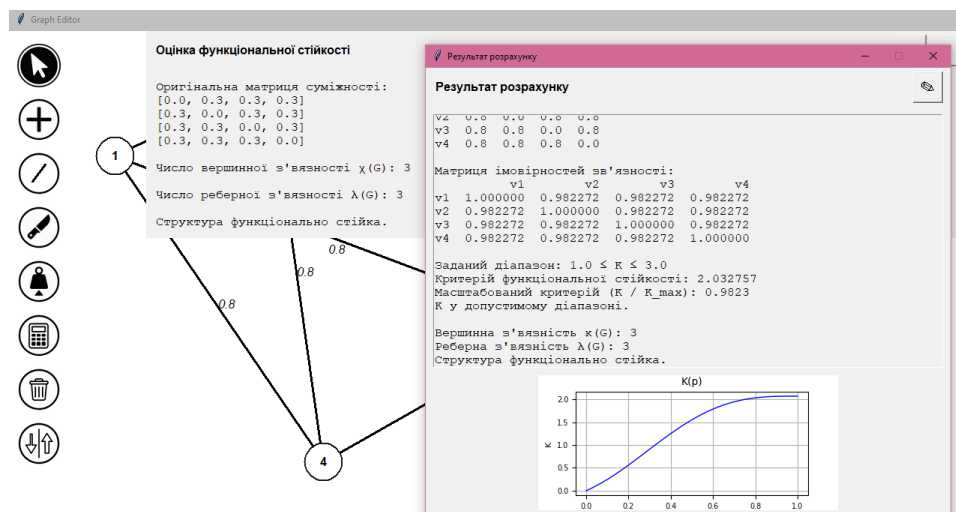 Graph Editor
Оцінка функціональної стійкості
Оригінальна матриця суміжності:
[0.0, 0.3, 0.3, 0.3]
[0.3, 0.0, 0.3, 0.3]
[0.3, 0.3, 0.0, 0.3]
[0.3, 0.3, 0.3, 0.0]
Число вершинної з'вязності χ(G): 3
Число реберної з'вязності λ(G): 3
Структура функціонально стійка.
1
0.8
0.8
0.8
4
Результат розрахунку
Результат розрахунку
v2 0.8 0.0 0.8 0.8
v3 0.8 0.8 0.0 0.8
v4 0.8 0.8 0.8 0.0
Матриця імовірностей зв'язності:
v1 v2 v3 v4
v1 1.000000 0.982272 0.982272 0.982272
v2 0.982272 1.000000 0.982272 0.982272
v3 0.982272 0.982272 1.000000 0.982272
v4 0.982272 0.982272 0.982272 1.000000
Заданий діапазон: 1.0 ≤ K ≤ 3.0
Критерій функціональної стійкості: 2.032757
Масштабований критерій (K / K_max): 0.9823
K у допустимому діапазоні.
Вершинна з'вязність κ(G): 3
Реберна з'вязність λ(G): 3
Структура функціонально стійка.
K(p)
2.0
1.5
1.0
0.5
0.0
K
0.0 0.2 0.4 0.6 0.8 1.0